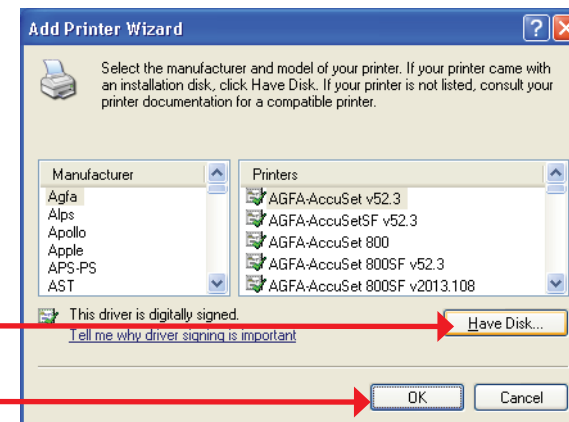 Add Printer Wizard
Select the manufacturer and model of your printer. If your printer came with
an installation disk, click Have Disk. If your printer is not listed, consult your
printer documentation for a compatible printer.
Manufacturer
Agfa
Alps
Apollo
Apple
APS-PS
AST
Printers
AGFA-AccuSet v52.3
AGFA-AccuSetSF v52.3
AGFA-AccuSet 800
AGFA-AccuSet 800SF v52.3
AGFA-AccuSet 800SF v2013.108
This driver is digitally signed.
Tell me why driver signing is important
Have Disk...
OK
Cancel